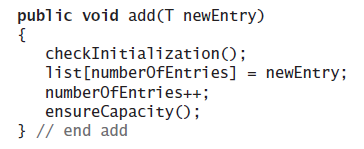 public void add(T newEntry)
{
checkInitialization();
list[numberOfEntries] = newEntry;
numberOfEntries++;
ensureCapacity();
} // end add